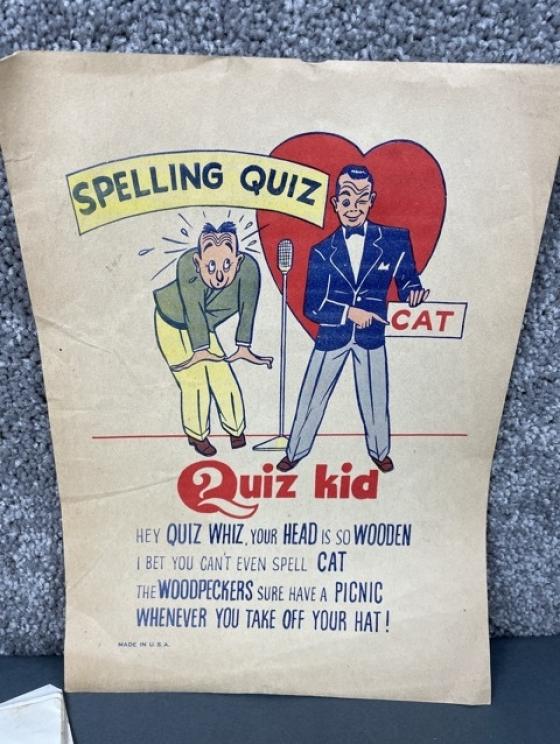 SPELLING QUIZ
CAT
Quiz kid
HEY QUIZ WHIZ, YOUR HEAD IS SO WOODEN
I BET YOU CAN'T EVEN SPELL CAT
THE WOODPECKERS SURE HAVE A PICNIC
WHENEVER YOU TAKE OFF YOUR HAT!
MADE IN U.S.A.